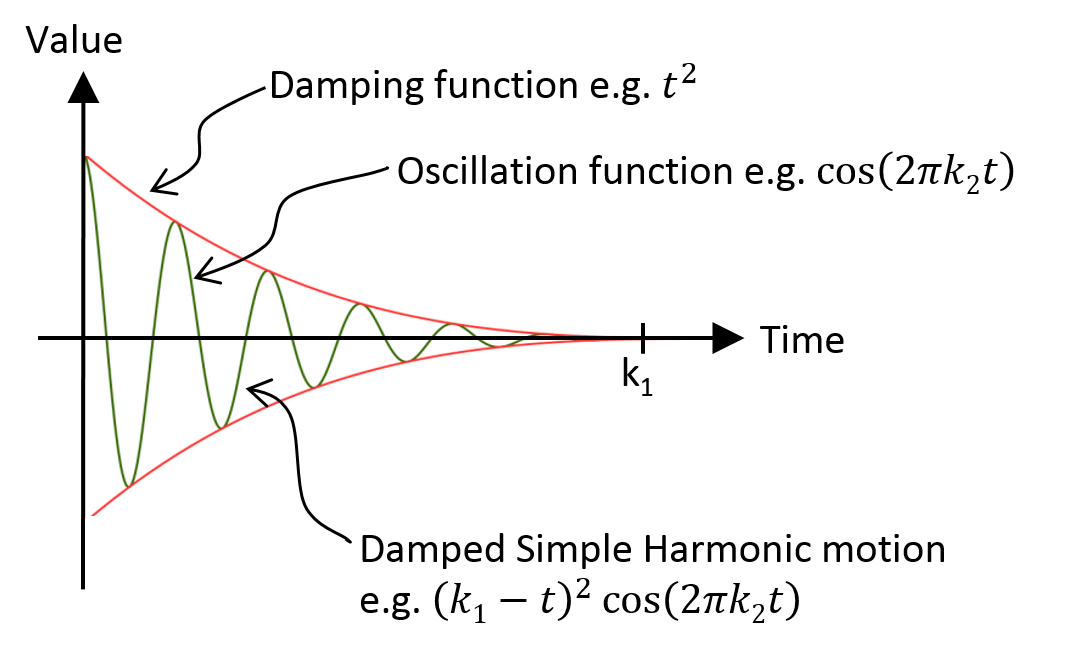 Value
Damping function e.g. 𝑡²
Oscillation function e.g. cos(2𝜋𝑘₂𝑡)
Time
k₁
Damped Simple Harmonic motion
e.g. (𝑘₁ − 𝑡)² cos(2𝜋𝑘₂𝑡)